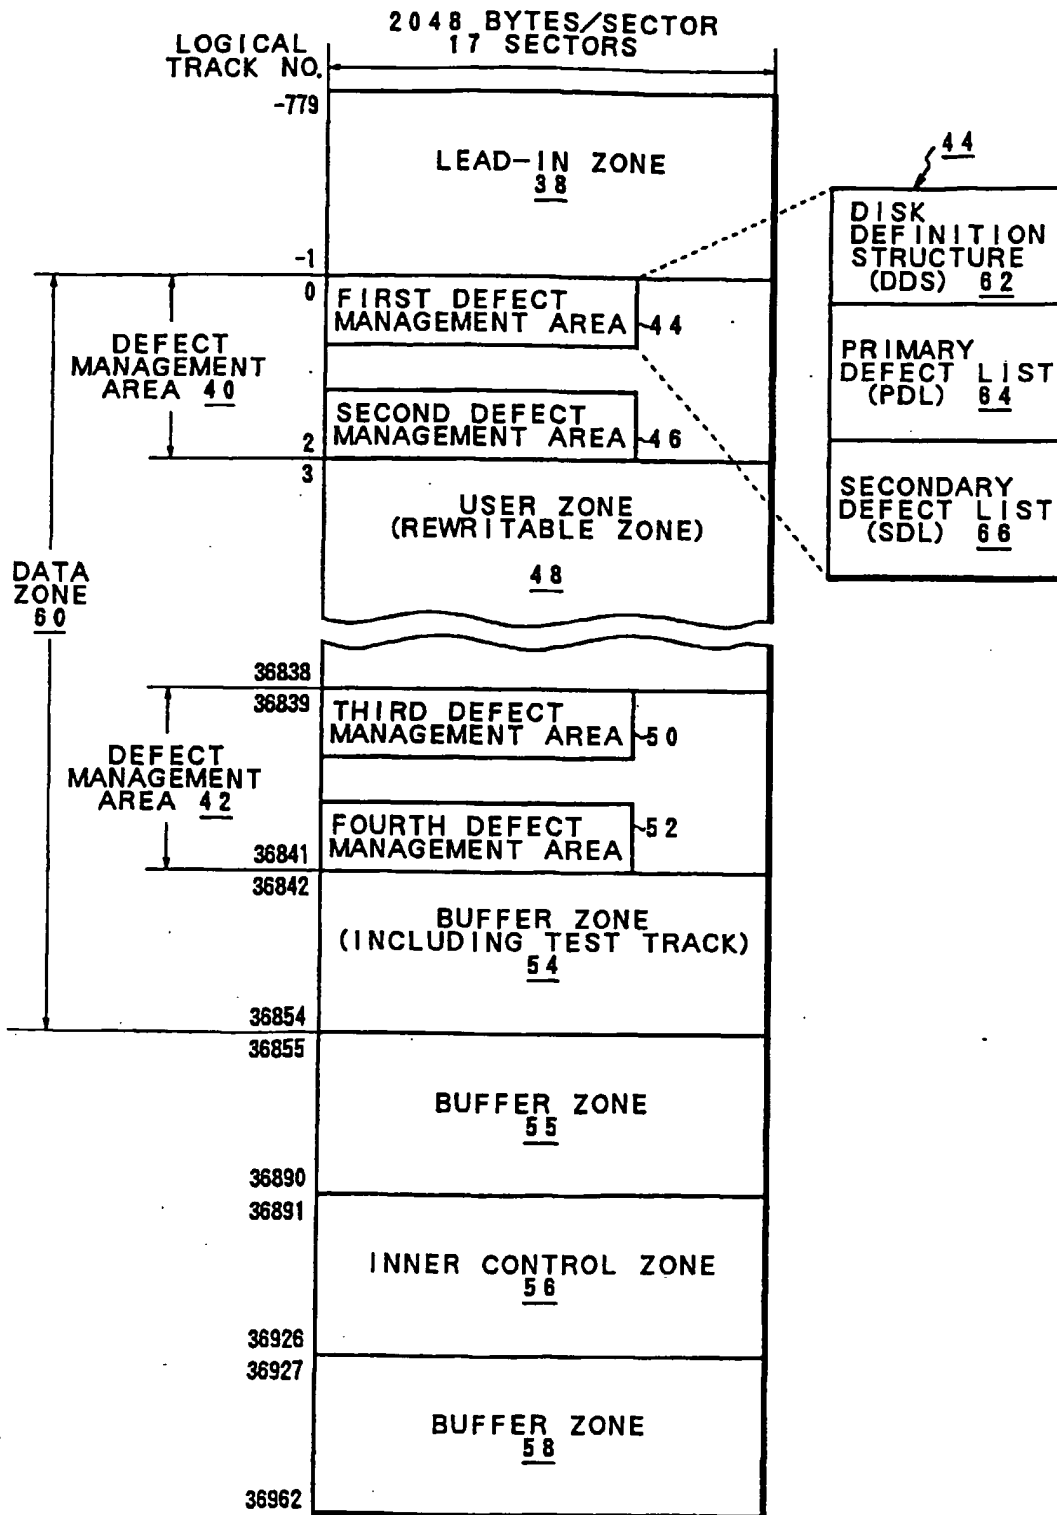 2048 BYTES/SECTOR
17 SECTORS
LOGICAL
TRACK NO.
-779
LEAD-IN ZONE
38
-1
0
FIRST DEFECT
MANAGEMENT AREA
44
DEFECT
MANAGEMENT
AREA 40
SECOND DEFECT
MANAGEMENT AREA
46
2
3
USER ZONE
(REWRITABLE ZONE)
48
DATA
ZONE
60
44
DISK
DEFINITION
STRUCTURE
(DDS) 62
PRIMARY
DEFECT LIST
(PDL) 64
SECONDARY
DEFECT LIST
(SDL) 66
36838
36839
THIRD DEFECT
MANAGEMENT AREA
50
DEFECT
MANAGEMENT
AREA 42
FOURTH DEFECT
MANAGEMENT AREA
52
36841
36842
BUFFER ZONE
(INCLUDING TEST TRACK)
54
36854
36855
BUFFER ZONE
55
36890
36891
INNER CONTROL ZONE
56
36926
36927
BUFFER ZONE
58
36962